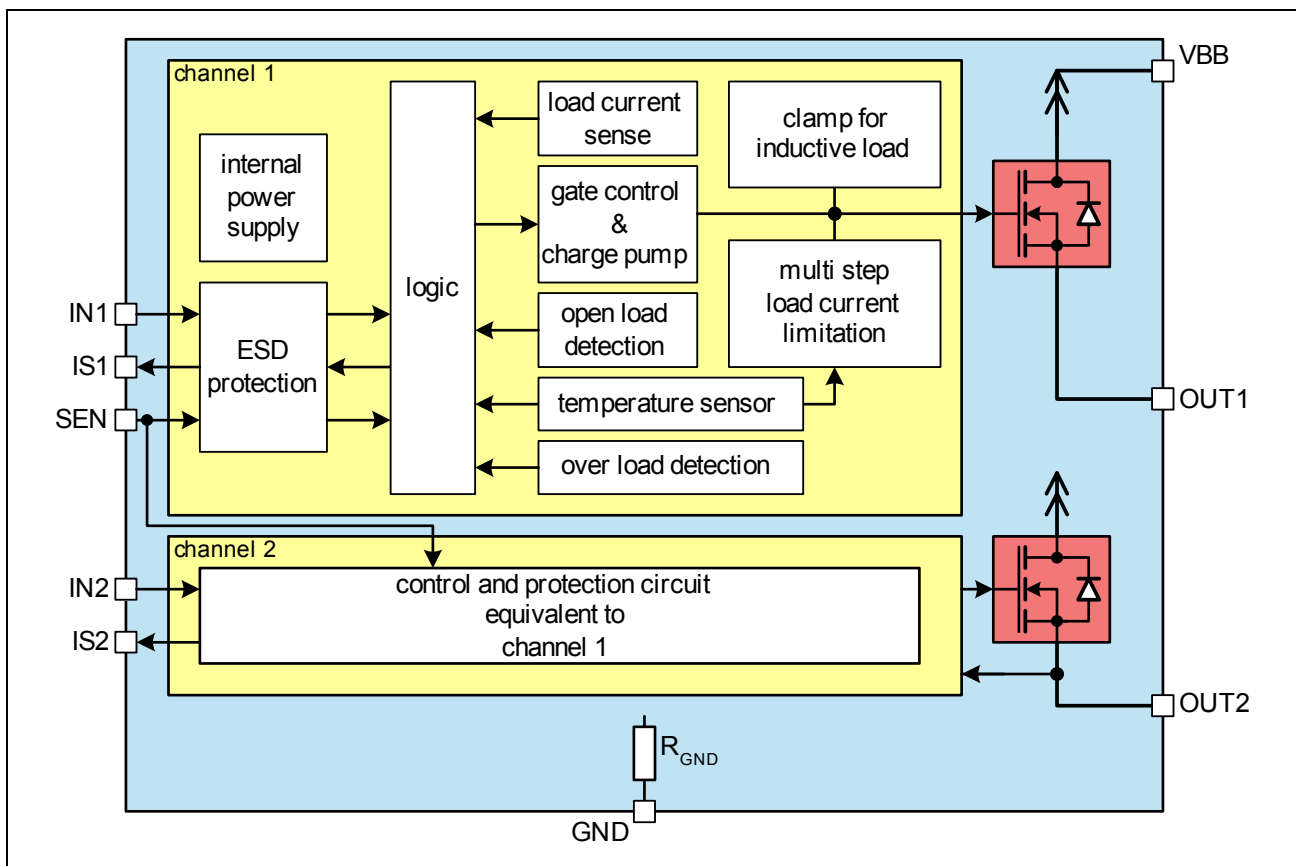 VBB
channel 1
load current
sense
clamp for
inductive load
internal
power
supply
gate control
&
charge pump
logic
multi step
load current
limitation
IN1
open load
detection
ESD
protection
IS1
temperature sensor
OUT1
SEN
over load detection
channel 2
IN2
control and protection circuit
equivalent to
channel 1
IS2
OUT2
RGND
GND